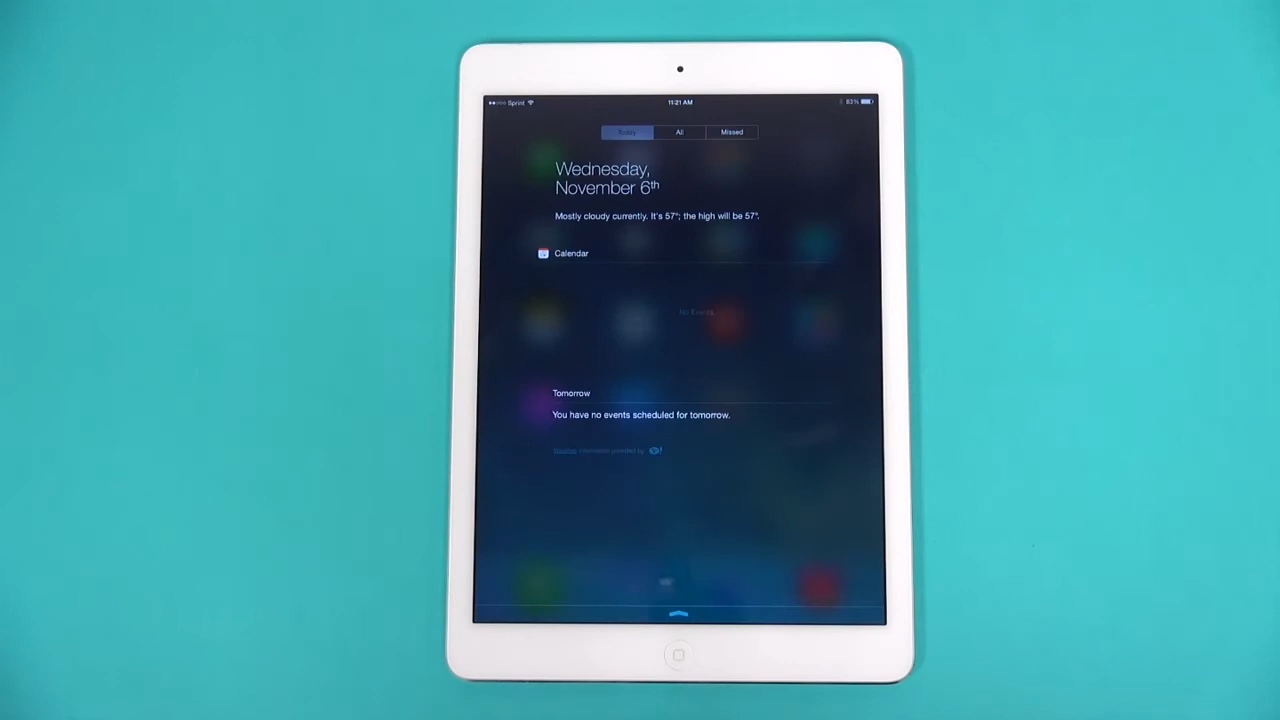 Sprint
11:21 AM
83%
Today
All
Missed
Wednesday,
November 6th
Mostly cloudy currently. It's 57°; the high will be 57°.
Calendar
No Events
Tomorrow
You have no events scheduled for tomorrow.
Weather information provided by Y!